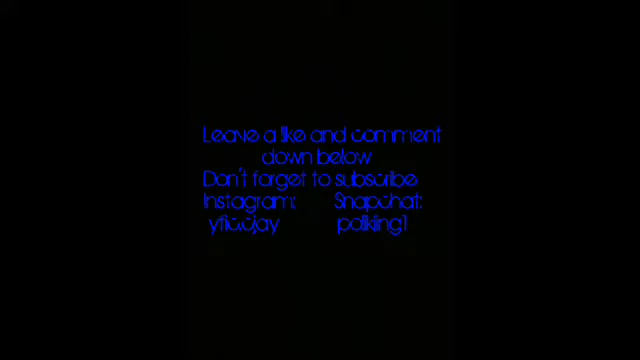 Leave a like and comment
down below
Don't forget to subscribe
Instagram: Snapchat: